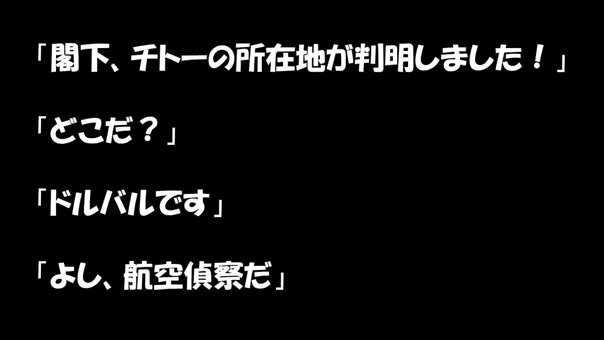 「閣下、チトーの所在地が判明しました！」
「どこだ？」
「ドルバルです」
「よし、航空偵察だ」